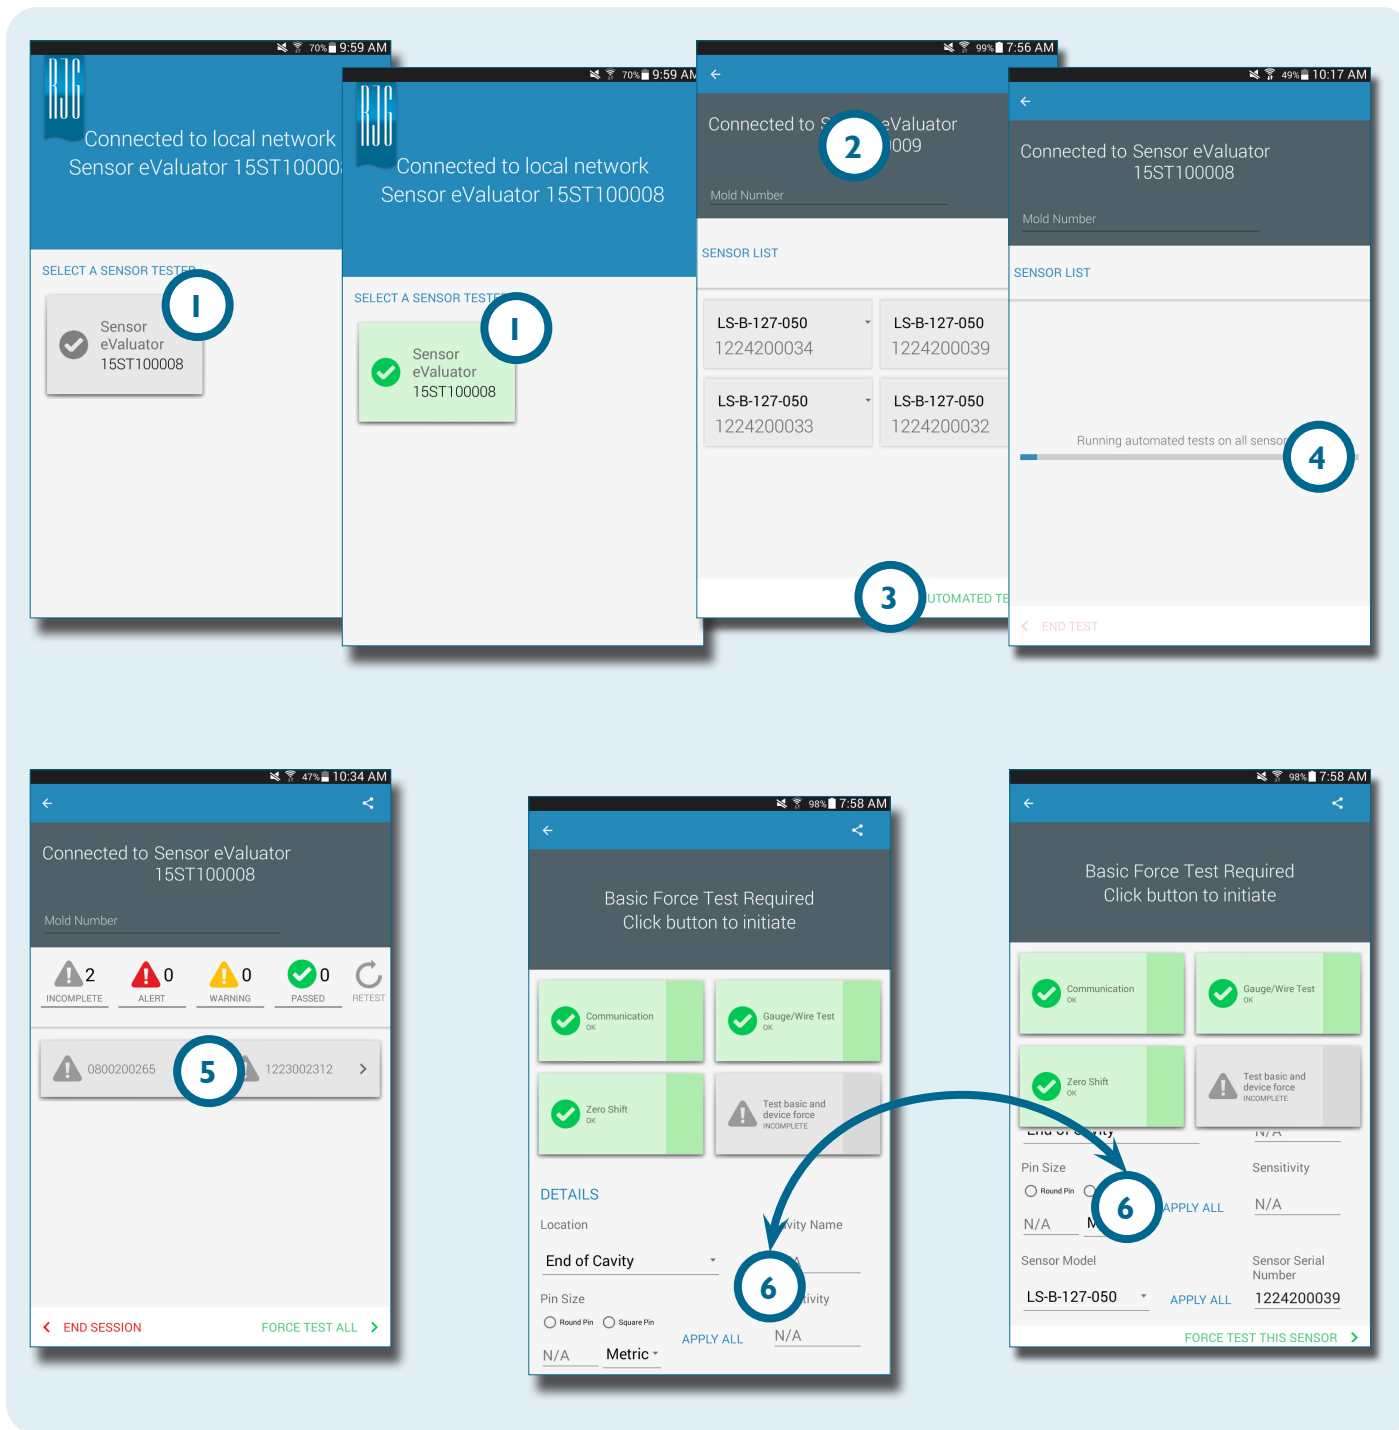 70% 9:59 AM
RJG
Connected to local network
Sensor eValuator 15ST100008
SELECT A SENSOR TESTER
1
Sensor
eValuator
15ST100008
70% 9:59 AM
RJG
Connected to local network
Sensor eValuator 15ST100008
SELECT A SENSOR TESTE
1
Sensor
eValuator
15ST100008
99% 7:56 AM
Connected to S eValuator
2
009
Mold Number
SENSOR LIST
LS-B-127-050
1224200034
LS-B-127-050
1224200039
LS-B-127-050
1224200033
LS-B-127-050
1224200032
3
UTOMATED TE
49% 10:17 AM
Connected to Sensor eValuator
15ST100008
Mold Number
SENSOR LIST
Running automated tests on all sensor
4
END TEST
47% 10:34 AM
Connected to Sensor eValuator
15ST100008
Mold Number
2
INCOMPLETE
0
ALERT
0
WARNING
0
PASSED
RETEST
0800200265
5
1223002312
END SESSION
FORCE TEST ALL
98% 7:58 AM
Basic Force Test Required
Click button to initiate
Communication
OK
Gauge/Wire Test
OK
Zero Shift
OK
Test basic and
device force
INCOMPLETE
DETAILS
Location
vity Name
End of Cavity
6
Pin Size
tivity
Round Pin
Square Pin
APPLY ALL
N/A
N/A
Metric
98% 7:58 AM
Basic Force Test Required
Click button to initiate
Communication
OK
Gauge/Wire Test
OK
Zero Shift
OK
Test basic and
device force
INCOMPLETE
End of Cavity
N/A
Pin Size
Sensitivity
Round Pin
6
APPLY ALL
N/A
N/A
M
Sensor Model
Sensor Serial
Number
LS-B-127-050
APPLY ALL
1224200039
FORCE TEST THIS SENSOR